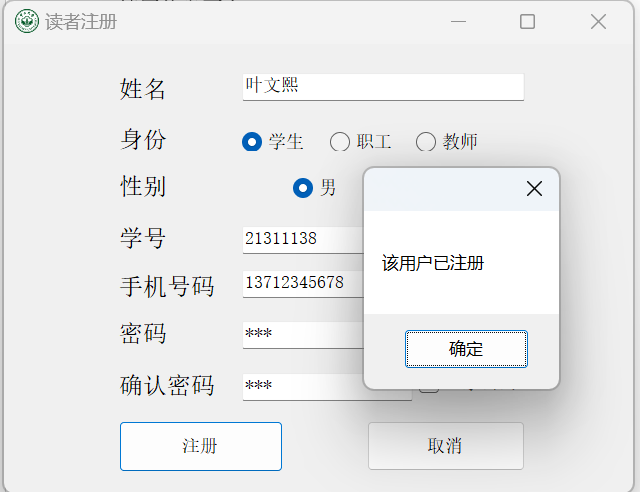 读者注册
姓名 叶文熙
身份 学生 职工 教师
性别 男
学号 21311138
手机号码 13712345678
密码 ***
确认密码 ***
该用户已注册
确定
注册 取消